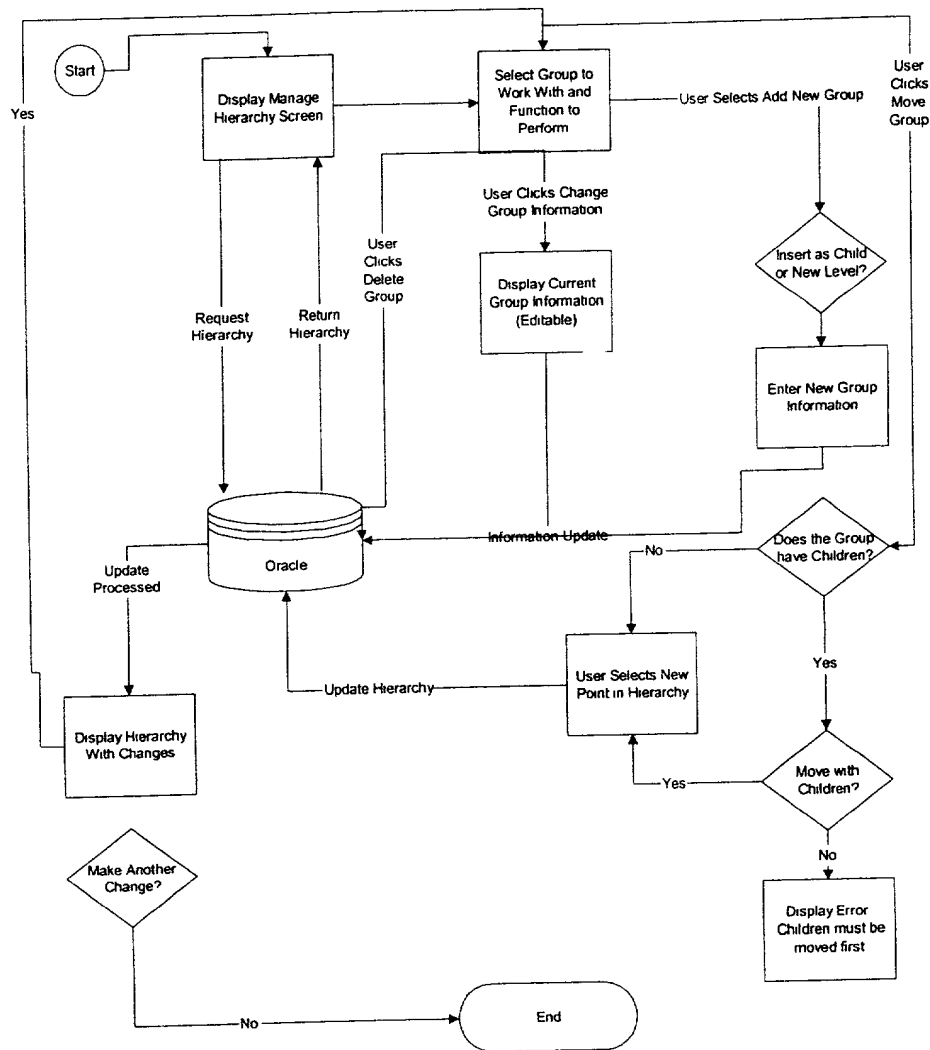 Start
Yes
Display Manage
Hierarchy Screen
Select Group to
Work With and
Function to
Perform
User Selects Add New Group
User
Clicks
Move
Group
User Clicks Change
Group Information
User
Clicks
Delete
Group
Insert as Child
or New Level?
Display Current
Group Information
(Editable)
Request
Hierarchy
Return
Hierarchy
Enter New Group
Information
Information Update
Does the Group
have Children?
No
Oracle
Update
Processed
Yes
User Selects New
Point in Hierarchy
Update Hierarchy
Display Hierarchy
With Changes
Move with
Children?
Yes
No
Make Another
Change?
Display Error
Children must be
moved first
No
End